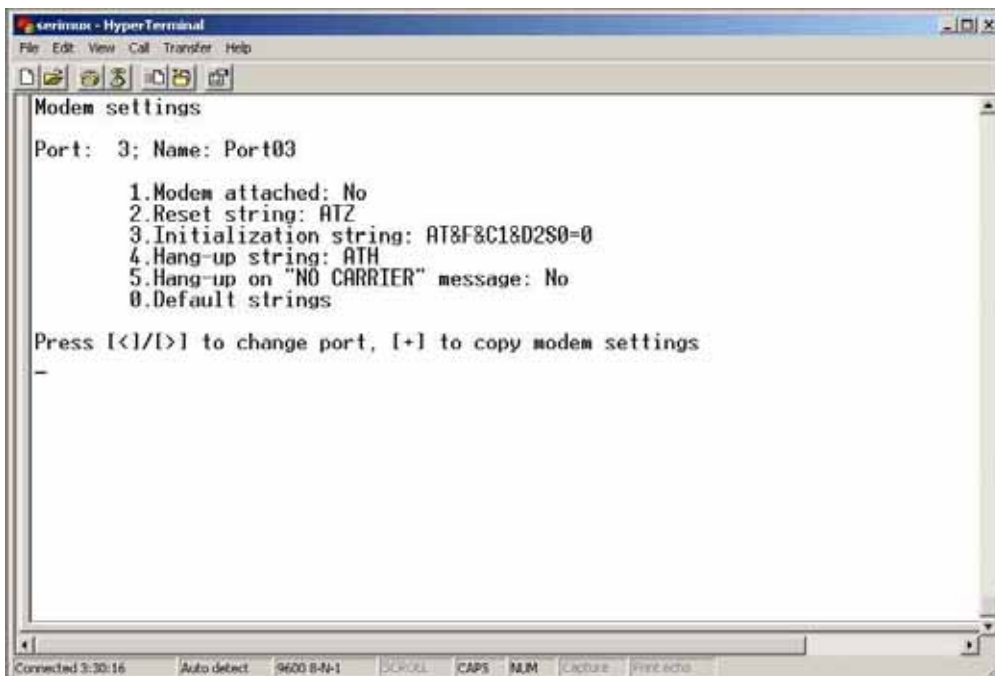 serimux - HyperTerminal
File Edit View Call Transfer Help
Modem settings
Port: 3; Name: Port03
1.Modem attached: No
2.Reset string: ATZ
3.Initialization string: AT&F&C1&D2S0=0
4.Hang-up string: ATH
5.Hang-up on "NO CARRIER" message: No
0.Default strings
Press [<]/[>] to change port, [+] to copy modem settings
Connected 3:30:16 Auto detect 9600 8-N-1 SCROLL CAPS NUM Capture Print echo